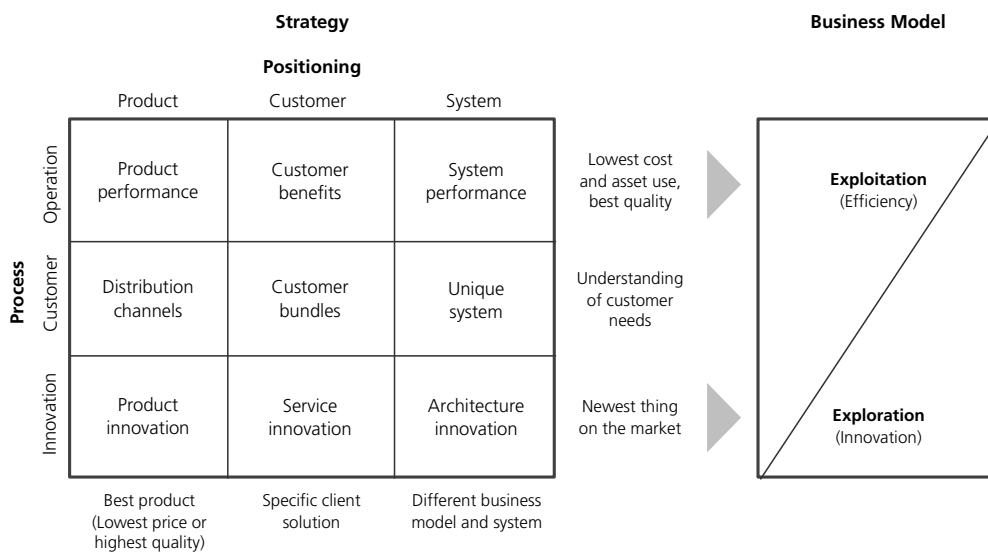 Strategy
Business Model
Positioning
Product
Customer
System
Process
Operation
Product
performance
Customer
benefits
System
performance
Lowest cost
and asset use,
best quality
Exploitation
(Efficiency)
Customer
Distribution
channels
Customer
bundles
Unique
system
Understanding
of customer
needs
Innovation
Product
innovation
Service
innovation
Architecture
innovation
Newest thing
on the market
Exploration
(Innovation)
Best product
(Lowest price or
highest quality)
Specific client
solution
Different business
model and system